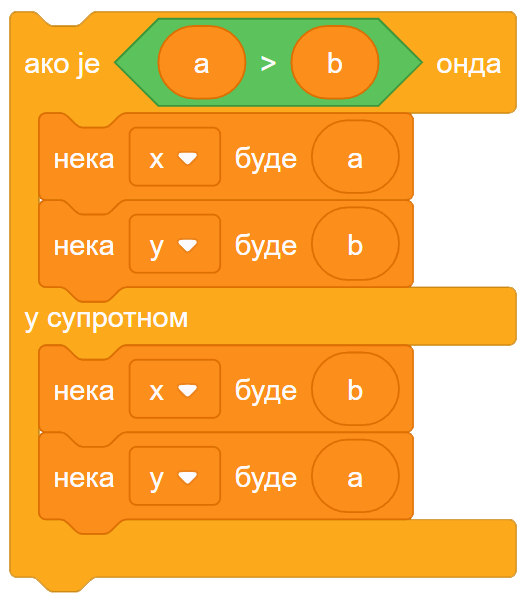 ако је a > b онда
нека x буде a
нека y буде b
у супротном
нека x буде b
нека y буде a